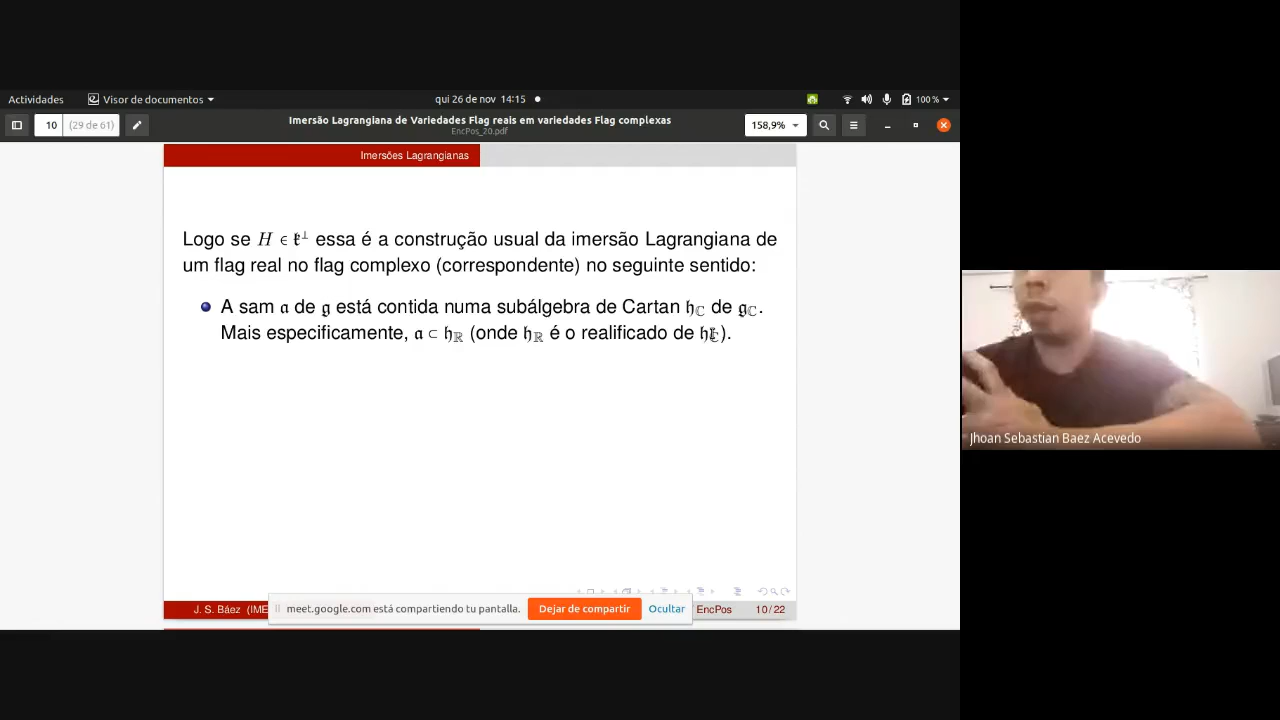 Actividades
Visor de documentos
qui 26 de nov 14:15
100 %
10
(29 de 61)
Imersão Lagrangiana de Variedades Flag reais em variedades Flag complexas
EncPos_20.pdf
158,9%
Imersões Lagrangianas
Logo se H ∈ 𝔨⊥ essa é a construção usual da imersão Lagrangiana de
um flag real no flag complexo (correspondente) no seguinte sentido:
A sam 𝔞 de 𝔤 está contida numa subálgebra de Cartan 𝔥ℂ de 𝔤ℂ.
Mais especificamente, 𝔞 ⊂ 𝔥ℝ (onde 𝔥ℝ é o realificado de 𝔥ℂ).
Jhoan Sebastian Baez Acevedo
J. S. Báez (IME
meet.google.com está compartiendo tu pantalla.
Dejar de compartir
Ocultar
EncPos
10 / 22